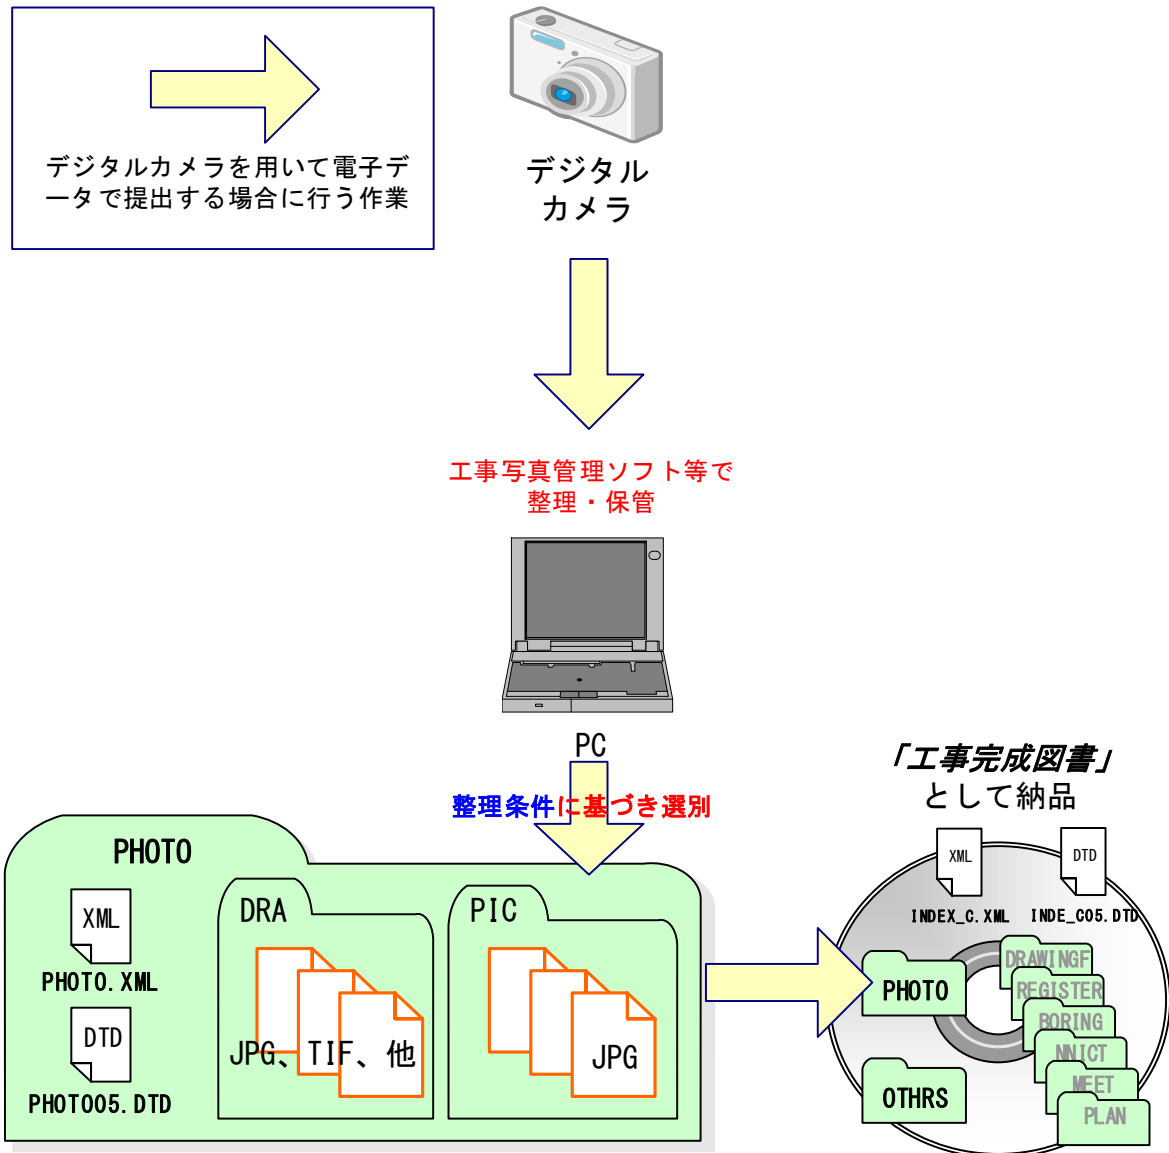 デジタルカメラを用いて電子デ
ータで提出する場合に行う作業
デジタル
カメラ
工事写真管理ソフト等で
整理・保管
PC
整理条件に基づき選別
「工事完成図書」
として納品
PHOTO
XML
PHOTO.XML
DTD
PHOTO05.DTD
DRA
JPG、TIF、他
PIC
JPG
XML
DTD
INDEX_C.XML
INDE_C05.DTD
PHOTO
OTHRS
DRAWINGF
REGISTER
BORING
NNICT
MEET
PLAN